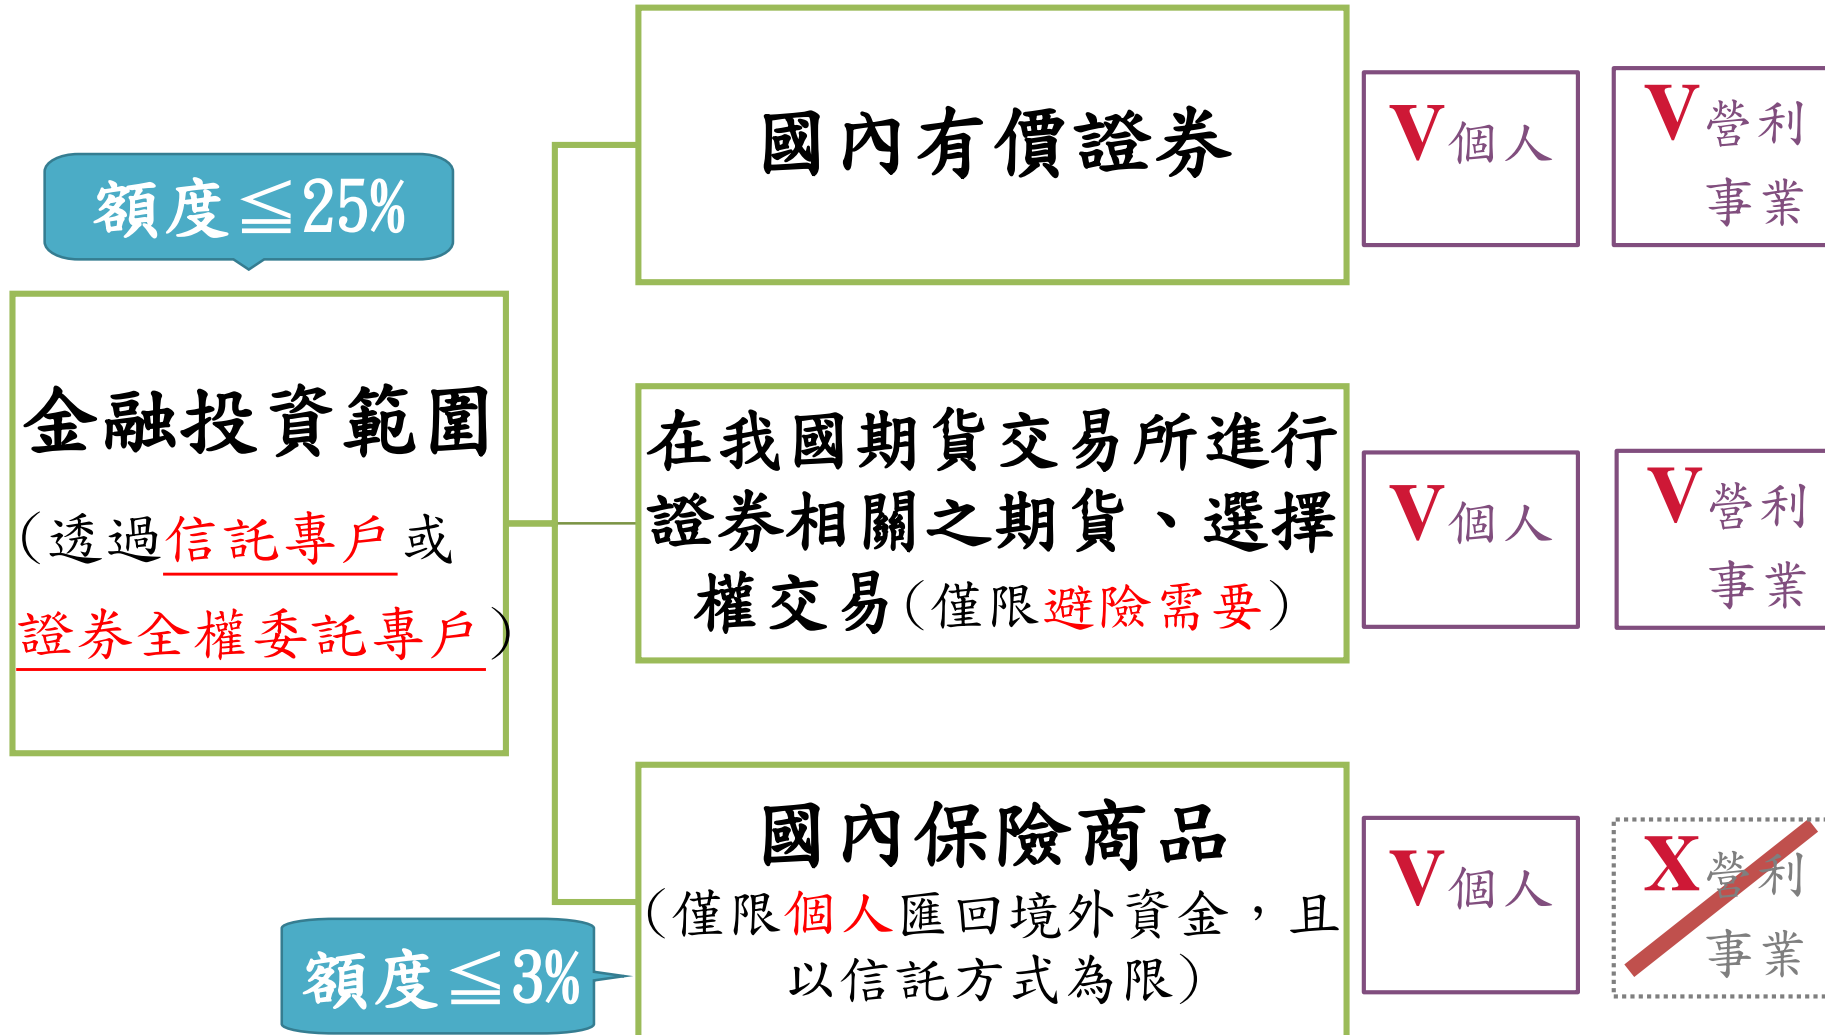 額度≦25%
金融投資範圍
（透過信託專戶或
證券全權委託專戶）
國內有價證券
V個人
V營利
事業
在我國期貨交易所進行
證券相關之期貨、選擇
權交易（僅限避險需要）
V個人
V營利
事業
國內保險商品
（僅限個人匯回境外資金，且
以信託方式為限）
額度≦3%
V個人
X營利
事業